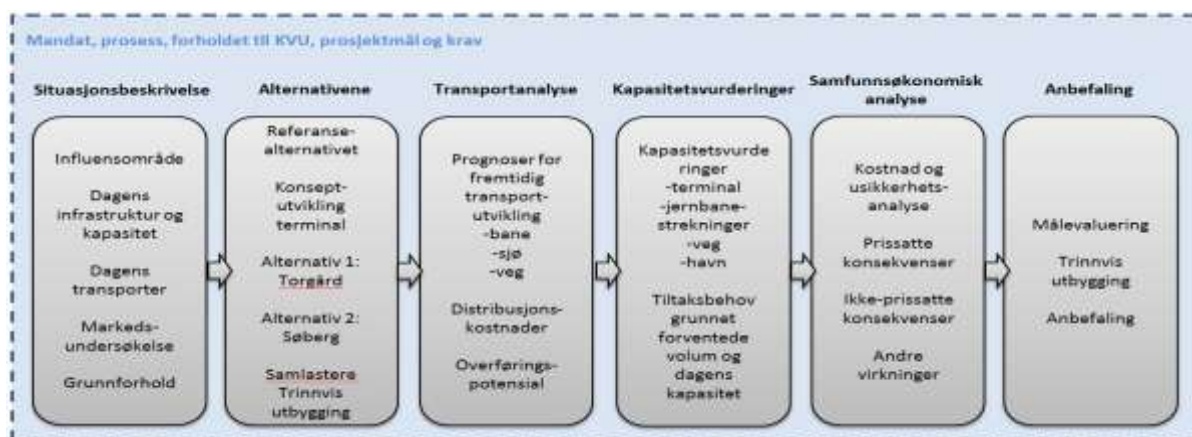 Mandat, prosess, forholdet til KVU, prosjektmål og krav
Situasjonsbeskrivelse
Influensområde
Dagens
infrastruktur og
kapasitet
Dagens
transporter
Markeds-
undersøkelse
Grunnforhold
Alternativene
Referanse-
alternativet
Konsept-
utvikling
terminal
Alternativ 1:
Torgård
Alternativ 2:
Søberg
Samlastere
Trinnvis
utbygging
Transportanalyse
Prognoser for
fremtidig
transport-
utvikling
-bane
-sjø
-veg
Distribusjons-
kostnader
Overførings-
potensial
Kapasitetsvurderinger
Kapasitetsvurde
ringer
-terminal
-jernbane-
strekninger
-veg
-havn
Tiltaksbehov
grunnet
forventede
volum og
dagens
kapasitet
Samfunnsøkonomisk
analyse
Kostnad og
usikkerhets-
analyse
Prissatte
konsekvenser
Ikke-prissatte
konsekvenser
Andre
virkninger
Anbefaling
Målevaluering
Trinnvis
utbygging
Anbefaling